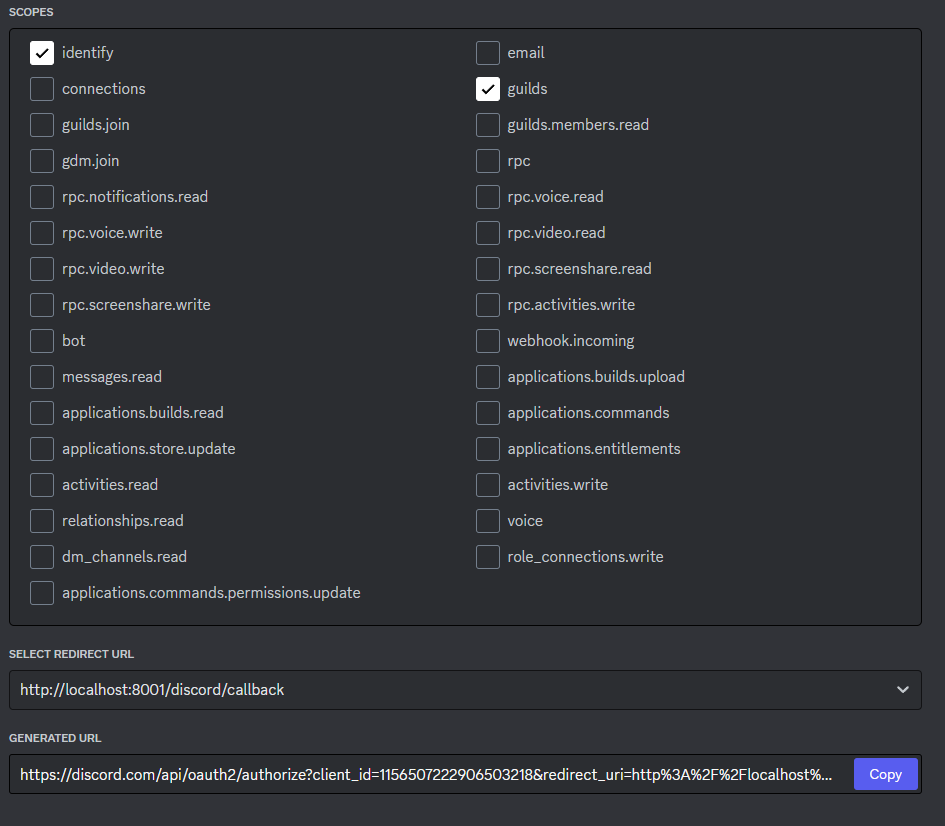 SCOPES
identify
email
connections
guilds
guilds.join
guilds.members.read
gdm.join
rpc
rpc.notifications.read
rpc.voice.read
rpc.voice.write
rpc.video.read
rpc.video.write
rpc.screenshare.read
rpc.screenshare.write
rpc.activities.write
bot
webhook.incoming
messages.read
applications.builds.upload
applications.builds.read
applications.commands
applications.store.update
applications.entitlements
activities.read
activities.write
relationships.read
voice
dm_channels.read
role_connections.write
applications.commands.permissions.update
SELECT REDIRECT URL
http://localhost:8001/discord/callback
GENERATED URL
https://discord.com/api/oauth2/authorize?client_id=1156507222906503218&redirect_uri=http%3A%2F%2Flocalhost%...
Copy